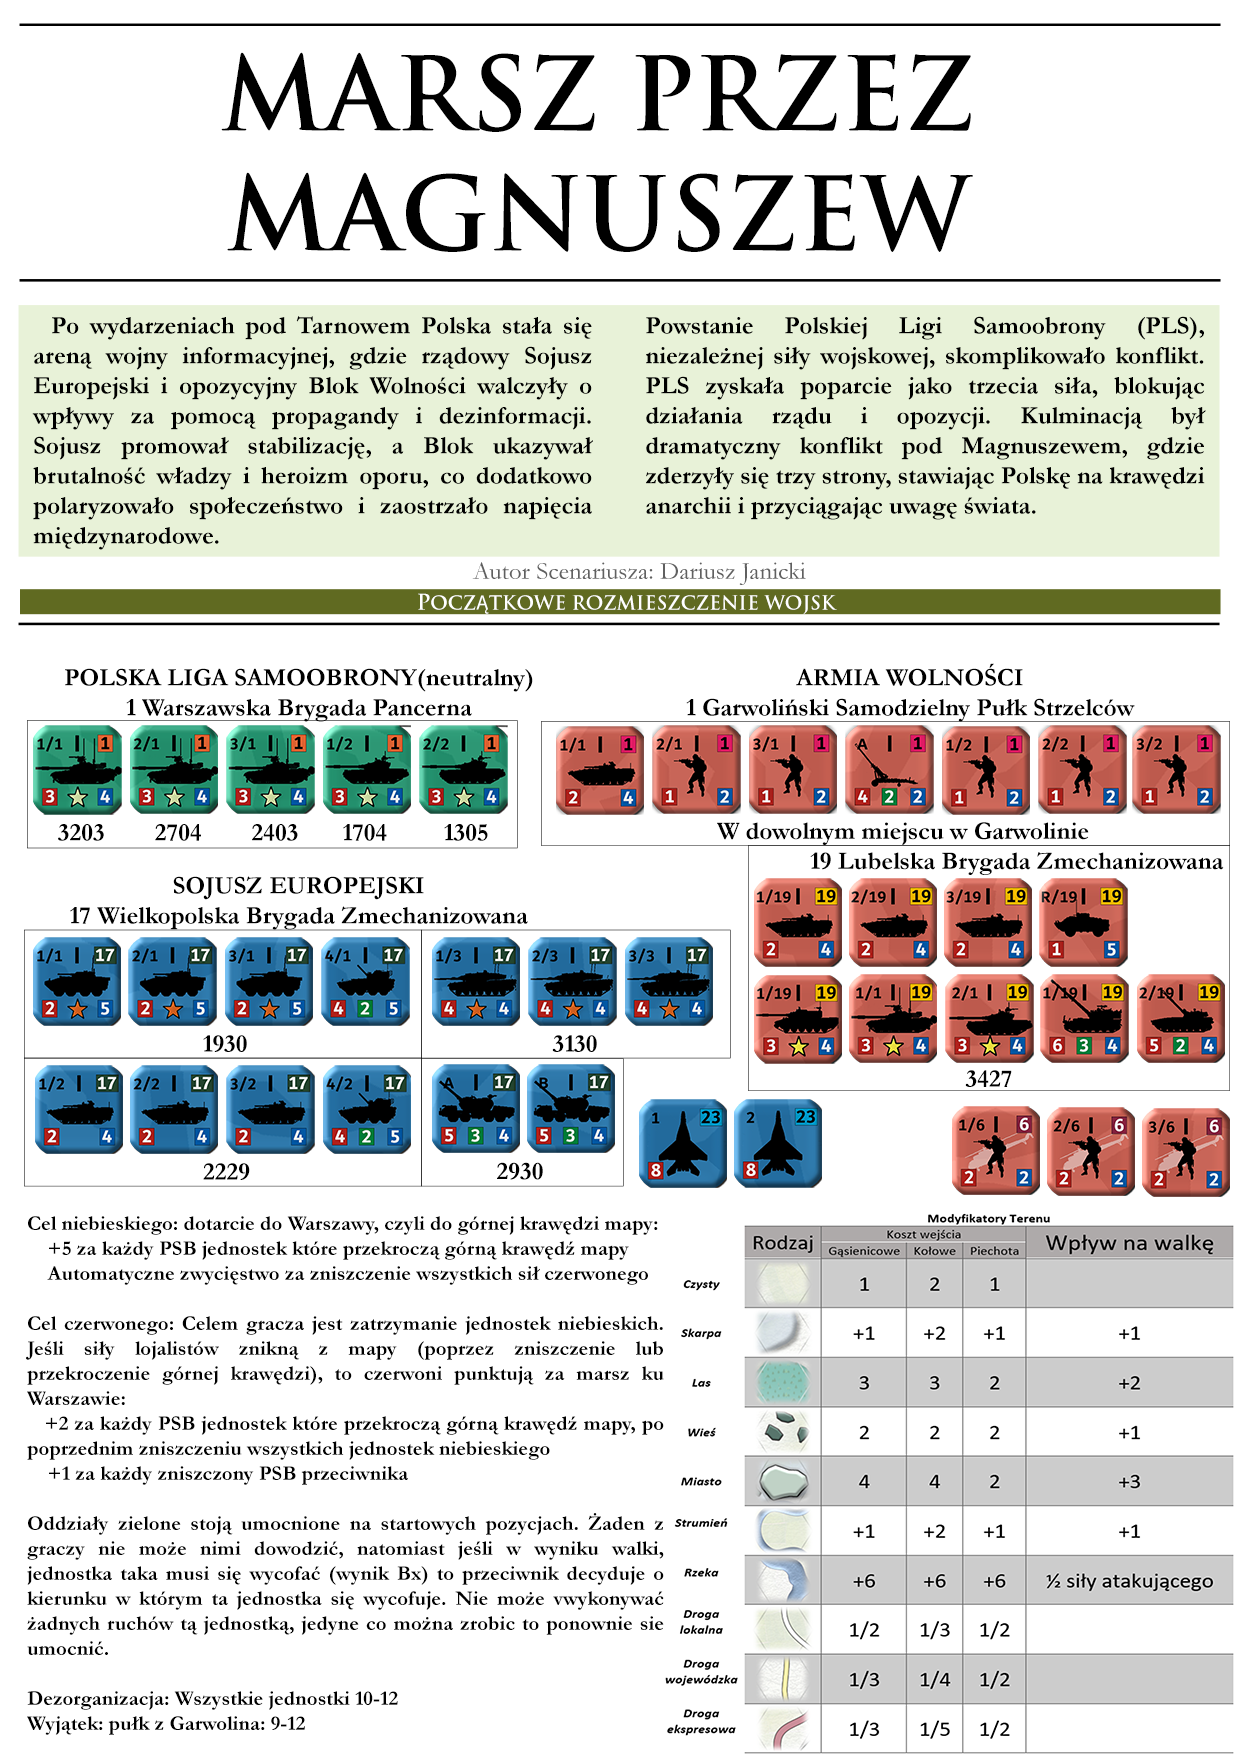 MARSZ PRZEZ
MAGNUSZEW
Po wydarzeniach pod Tarnowem Polska stała się
areną wojny informacyjnej, gdzie rządowy Sojusz
Europejski i opozycyjny Blok Wolności walczyły o
wpływy za pomocą propagandy i dezinformacji.
Sojusz promował stabilizację, a Blok ukazywał
brutalność władzy i heroizm oporu, co dodatkowo
polaryzowało społeczeństwo i zaostrzało napięcia
międzynarodowe.
Powstanie Polskiej Ligi Samoobrony (PLS),
niezależnej siły wojskowej, skomplikowało konflikt.
PLS zyskała poparcie jako trzecia siła, blokując
działania rządu i opozycji. Kulminacją był
dramatyczny konflikt pod Magnuszewem, gdzie
zderzyły się trzy strony, stawiając Polskę na krawędzi
anarchii i przyciągając uwagę świata.
Autor Scenariusza: Dariusz Janicki
POCZĄTKOWE ROZMIESZCZENIE WOJSK
POLSKA LIGA SAMOOBRONY(neutralny)
1 Warszawska Brygada Pancerna
1/1 1 2/1 1 3/1 1 1/2 1 2/2 1
3 4 3 4 3 4 3 4 3 4
3203 2704 2403 1704 1305
ARMIA WOLNOŚCI
1 Garwoliński Samodzielny Pułk Strzelców
1/1 1 2/1 1 3/1 1 A 1 1/2 1 2/2 1 3/2 1
2 4 1 2 1 2 4 2 2 1 2 1 2 1 2
W dowolnym miejscu w Garwolinie
19 Lubelska Brygada Zmechanizowana
1/19 19 2/19 19 3/19 19 R/19 19
2 4 2 4 2 4 1 5
1/19 19 1/1 19 2/1 19 1/19 19 2/19 19
3 4 3 4 3 4 6 3 4 5 2 4
3427
SOJUSZ EUROPEJSKI
17 Wielkopolska Brygada Zmechanizowana
1/1 17 2/1 17 3/1 17 4/1 17 1/3 17 2/3 17 3/3 17
2 5 2 5 2 5 4 2 5 4 4 4 4 4 4
1930 3130
1/2 17 2/2 17 3/2 17 4/2 17 A 17 B 17
2 4 2 4 2 4 4 2 5 5 3 4 5 3 4
2229 2930
1 23 2 23
8 8
1/6 6 2/6 6 3/6 6
2 2 2 2 2 2
Cel niebieskiego: dotarcie do Warszawy, czyli do górnej krawędzi mapy:
+5 za każdy PSB jednostek które przekroczą górną krawędź mapy
Automatyczne zwycięstwo za zniszczenie wszystkich sił czerwonego
Cel czerwonego: Celem gracza jest zatrzymanie jednostek niebieskich.
Jeśli siły lojalistów znikną z mapy (poprzez zniszczenie lub
przekroczenie górnej krawędzi), to czerwoni punktują za marsz ku
Warszawie:
+2 za każdy PSB jednostek które przekroczą górną krawędź mapy, po
poprzednim zniszczeniu wszystkich jednostek niebieskiego
+1 za każdy zniszczony PSB przeciwnika
Oddziały zielone stoją umocnione na startowych pozycjach. Żaden z
graczy nie może nimi dowodzić, natomiast jeśli w wyniku walki,
jednostka taka musi się wycofać (wynik Bx) to przeciwnik decyduje o
kierunku w którym ta jednostka się wycofuje. Nie może vwykonywać
żadnych ruchów tą jednostką, jedyne co można zrobic to ponownie sie
umocnić.
Dezorganizacja: Wszystkie jednostki 10-12
Wyjątek: pułk z Garwolina: 9-12
Modyfikatory Terenu
Rodzaj Koszt wejścia Wpływ na walkę
Gąsienicowe Kołowe Piechota
Czysty 1 2 1
Skarpa +1 +2 +1 +1
Las 3 3 2 +2
Wieś 2 2 2 +1
Miasto 4 4 2 +3
Strumień +1 +2 +1 +1
Rzeka +6 +6 +6 ½ siły atakującego
Droga
lokalna 1/2 1/3 1/2
Droga
wojewódzka 1/3 1/4 1/2
Droga
ekspresowa 1/3 1/5 1/2